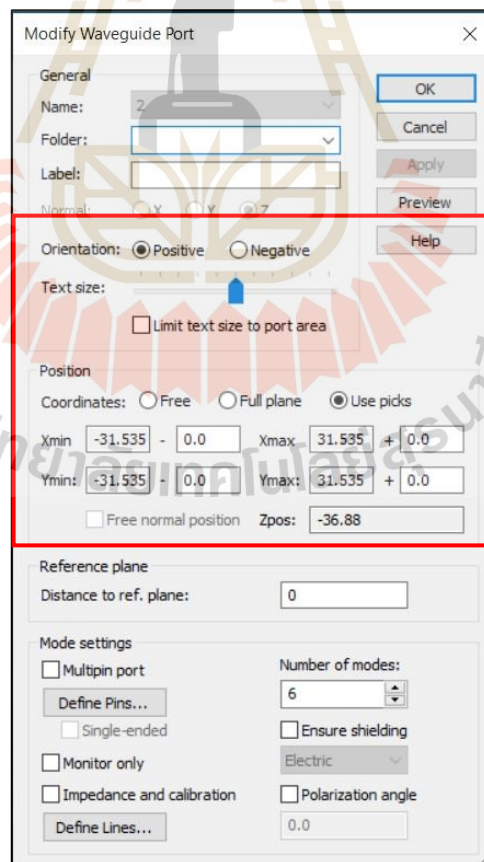 Modify Waveguide Port
General
Name: 2
Folder:
Label:
Normal: X Y Z
Orientation: Positive Negative
Text size:
Limit text size to port area
OK
Cancel
Apply
Preview
Help
Position
Coordinates: Free Full plane Use picks
Xmin -31.535 - 0.0 Xmax 31.535 + 0.0
Ymin: -31.535 - 0.0 Ymax: 31.535 + 0.0
Free normal position Zpos: -36.88
Reference plane
Distance to ref. plane: 0
Mode settings
Multipin port
Define Pins...
Single-ended
Monitor only
Impedance and calibration
Define Lines...
Number of modes:
6
Ensure shielding
Electric
Polarization angle
0.0